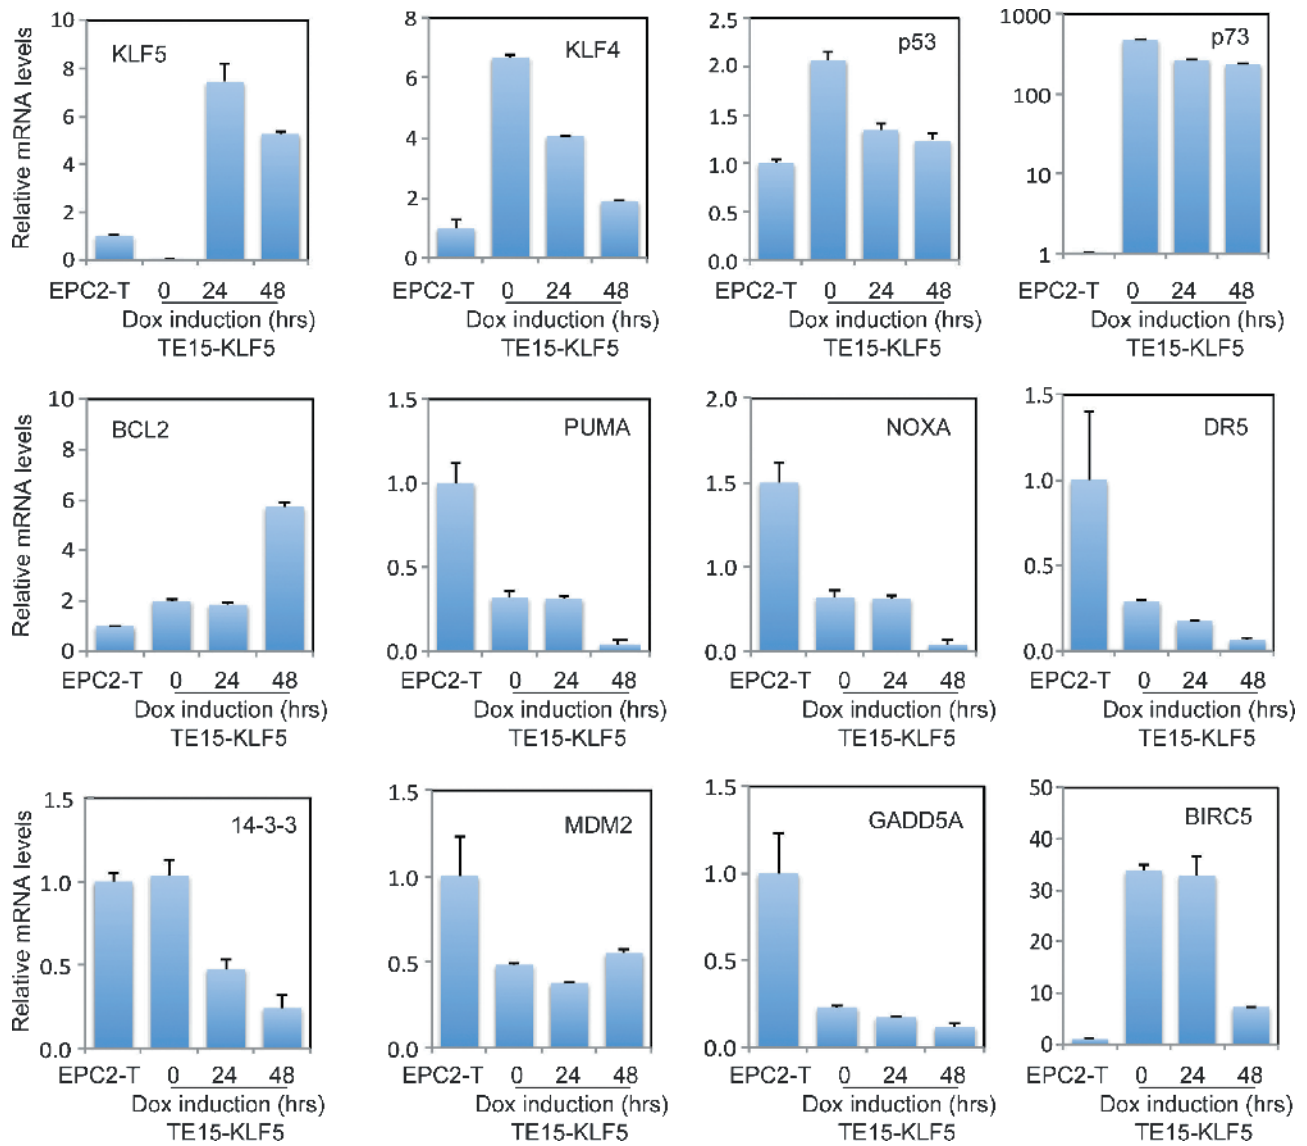 Relative mRNA levels
10
8
6
4
2
0
KLF5
EPC2-T 0 24 48
Dox induction (hrs)
TE15-KLF5
8
6
4
2
0
KLF4
EPC2-T 0 24 48
Dox induction (hrs)
TE15-KLF5
2.5
2.0
1.5
1.0
0.5
0.0
p53
EPC2-T 0 24 48
Dox induction (hrs)
TE15-KLF5
1000
100
10
1
p73
EPC2-T 0 24 48
Dox induction (hrs)
TE15-KLF5
Relative mRNA levels
10
8
6
4
2
0
BCL2
EPC2-T 0 24 48
Dox induction (hrs)
TE15-KLF5
1.5
1.0
0.5
0.0
PUMA
EPC2-T 0 24 48
Dox induction (hrs)
TE15-KLF5
2.0
1.5
1.0
0.5
0.0
NOXA
EPC2-T 0 24 48
Dox induction (hrs)
TE15-KLF5
1.5
1.0
0.5
0.0
DR5
EPC2-T 0 24 48
Dox induction (hrs)
TE15-KLF5
Relative mRNA levels
1.5
1.0
0.5
0.0
14-3-3
EPC2-T 0 24 48
Dox induction (hrs)
TE15-KLF5
1.5
1.0
0.5
0.0
MDM2
EPC2-T 0 24 48
Dox induction (hrs)
TE15-KLF5
1.5
1.0
0.5
0.0
GADD5A
EPC2-T 0 24 48
Dox induction (hrs)
TE15-KLF5
50
40
30
20
10
0
BIRC5
EPC2-T 0 24 48
Dox induction (hrs)
TE15-KLF5